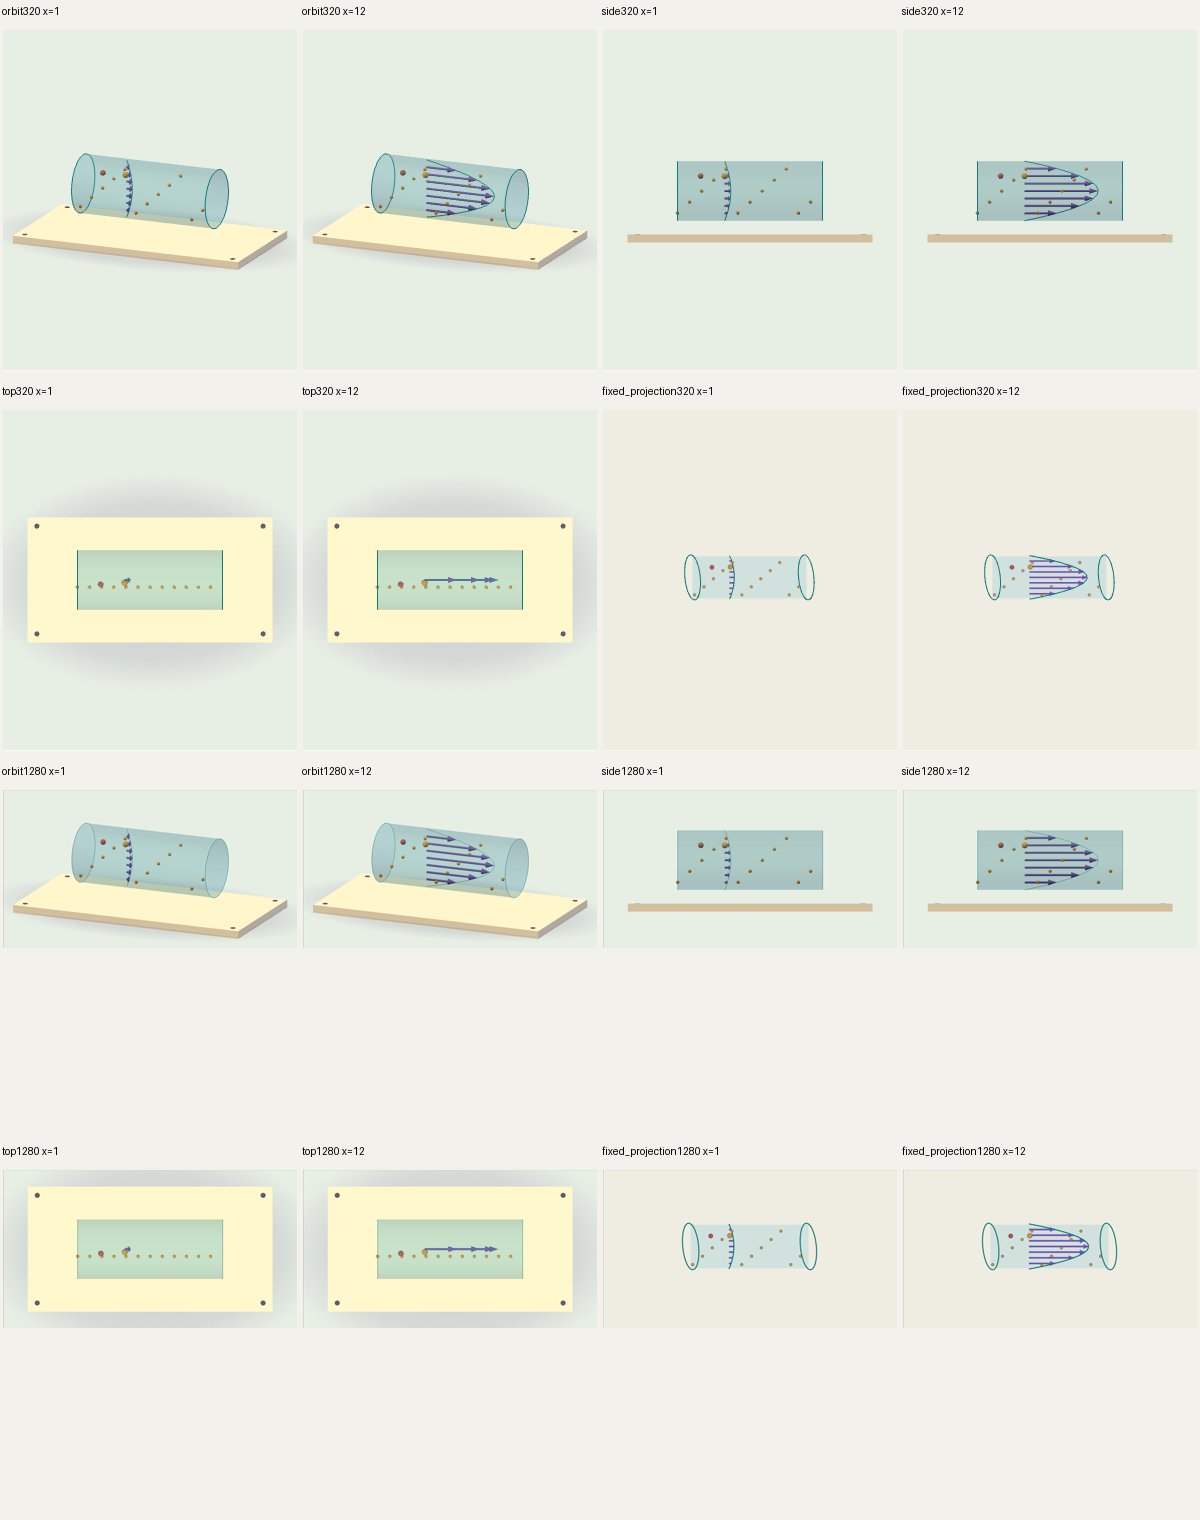 orbit320 x=1
orbit320 x=12
side320 x=1
side320 x=12
top320 x=1
top320 x=12
fixed_projection320 x=1
fixed_projection320 x=12
orbit1280 x=1
orbit1280 x=12
side1280 x=1
side1280 x=12
top1280 x=1
top1280 x=12
fixed_projection1280 x=1
fixed_projection1280 x=12